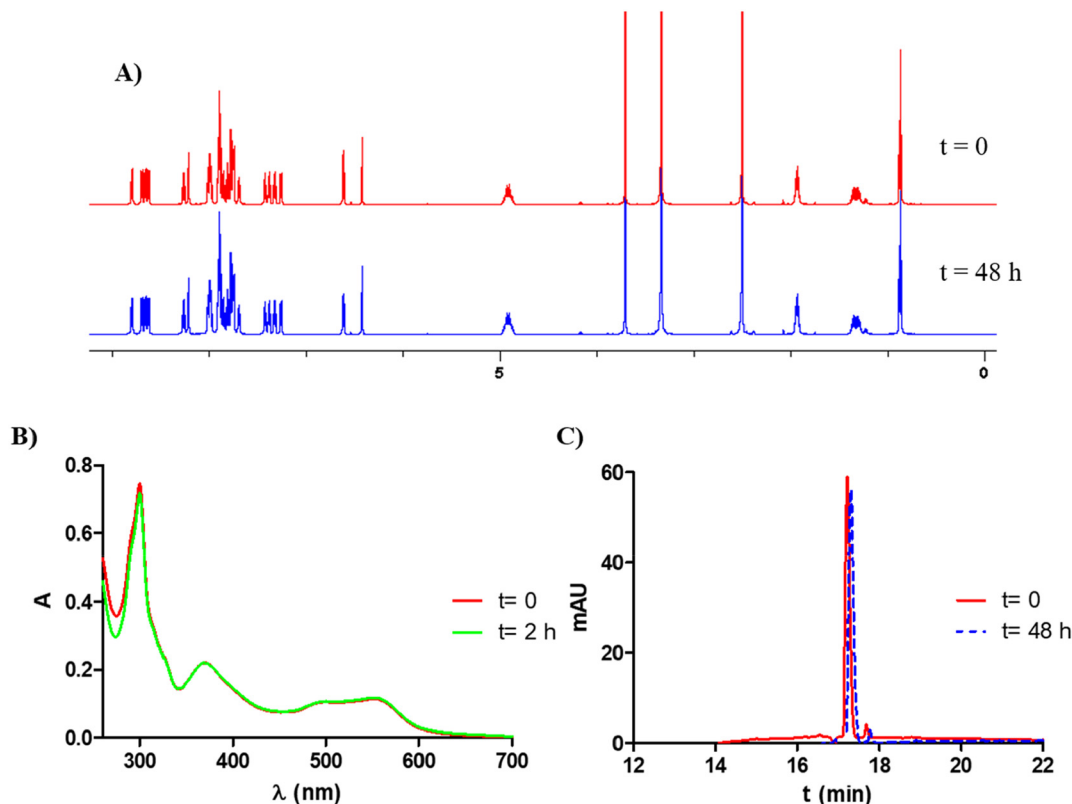 A)
t = 0
t = 48 h
5
0
B)
C)
0.8
0.6
0.4
0.2
0.0
A
t= 0
t= 2 h
300
400
500
600
700
λ (nm)
60
40
20
0
mAU
t= 0
t= 48 h
12
14
16
18
20
22
t (min)